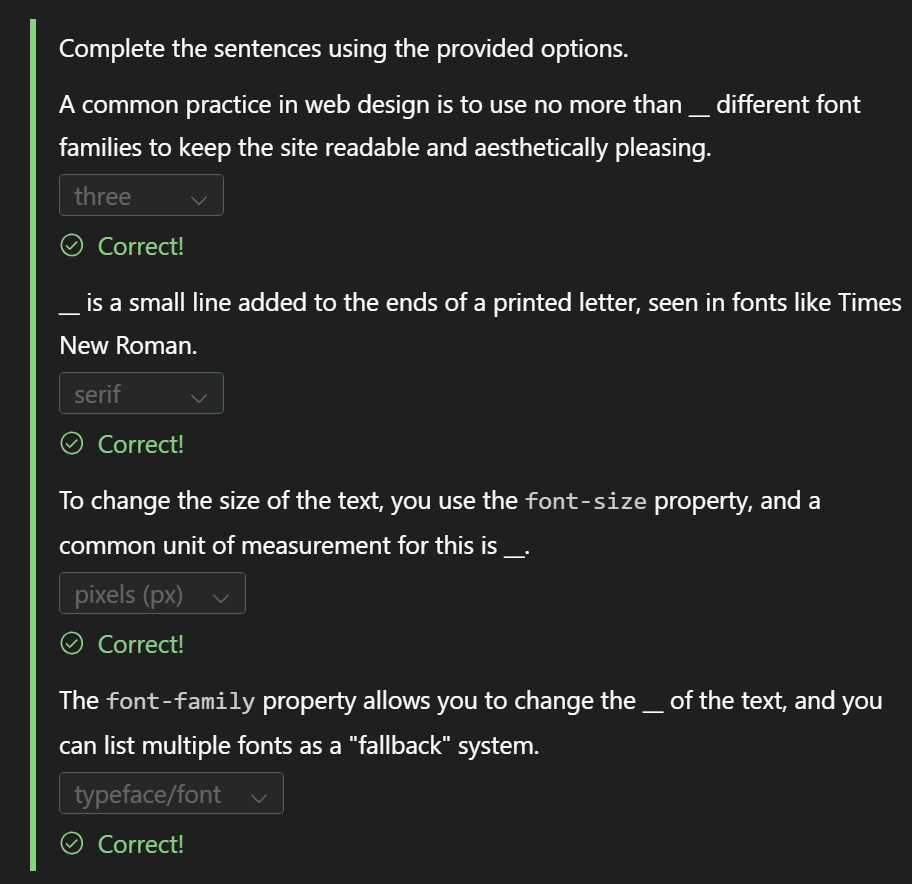 Complete the sentences using the provided options.
A common practice in web design is to use no more than __ different font
families to keep the site readable and aesthetically pleasing.
three
Correct!
__ is a small line added to the ends of a printed letter, seen in fonts like Times
New Roman.
serif
Correct!
To change the size of the text, you use the font-size property, and a
common unit of measurement for this is __.
pixels (px)
Correct!
The font-family property allows you to change the __ of the text, and you
can list multiple fonts as a "fallback" system.
typeface/font
Correct!